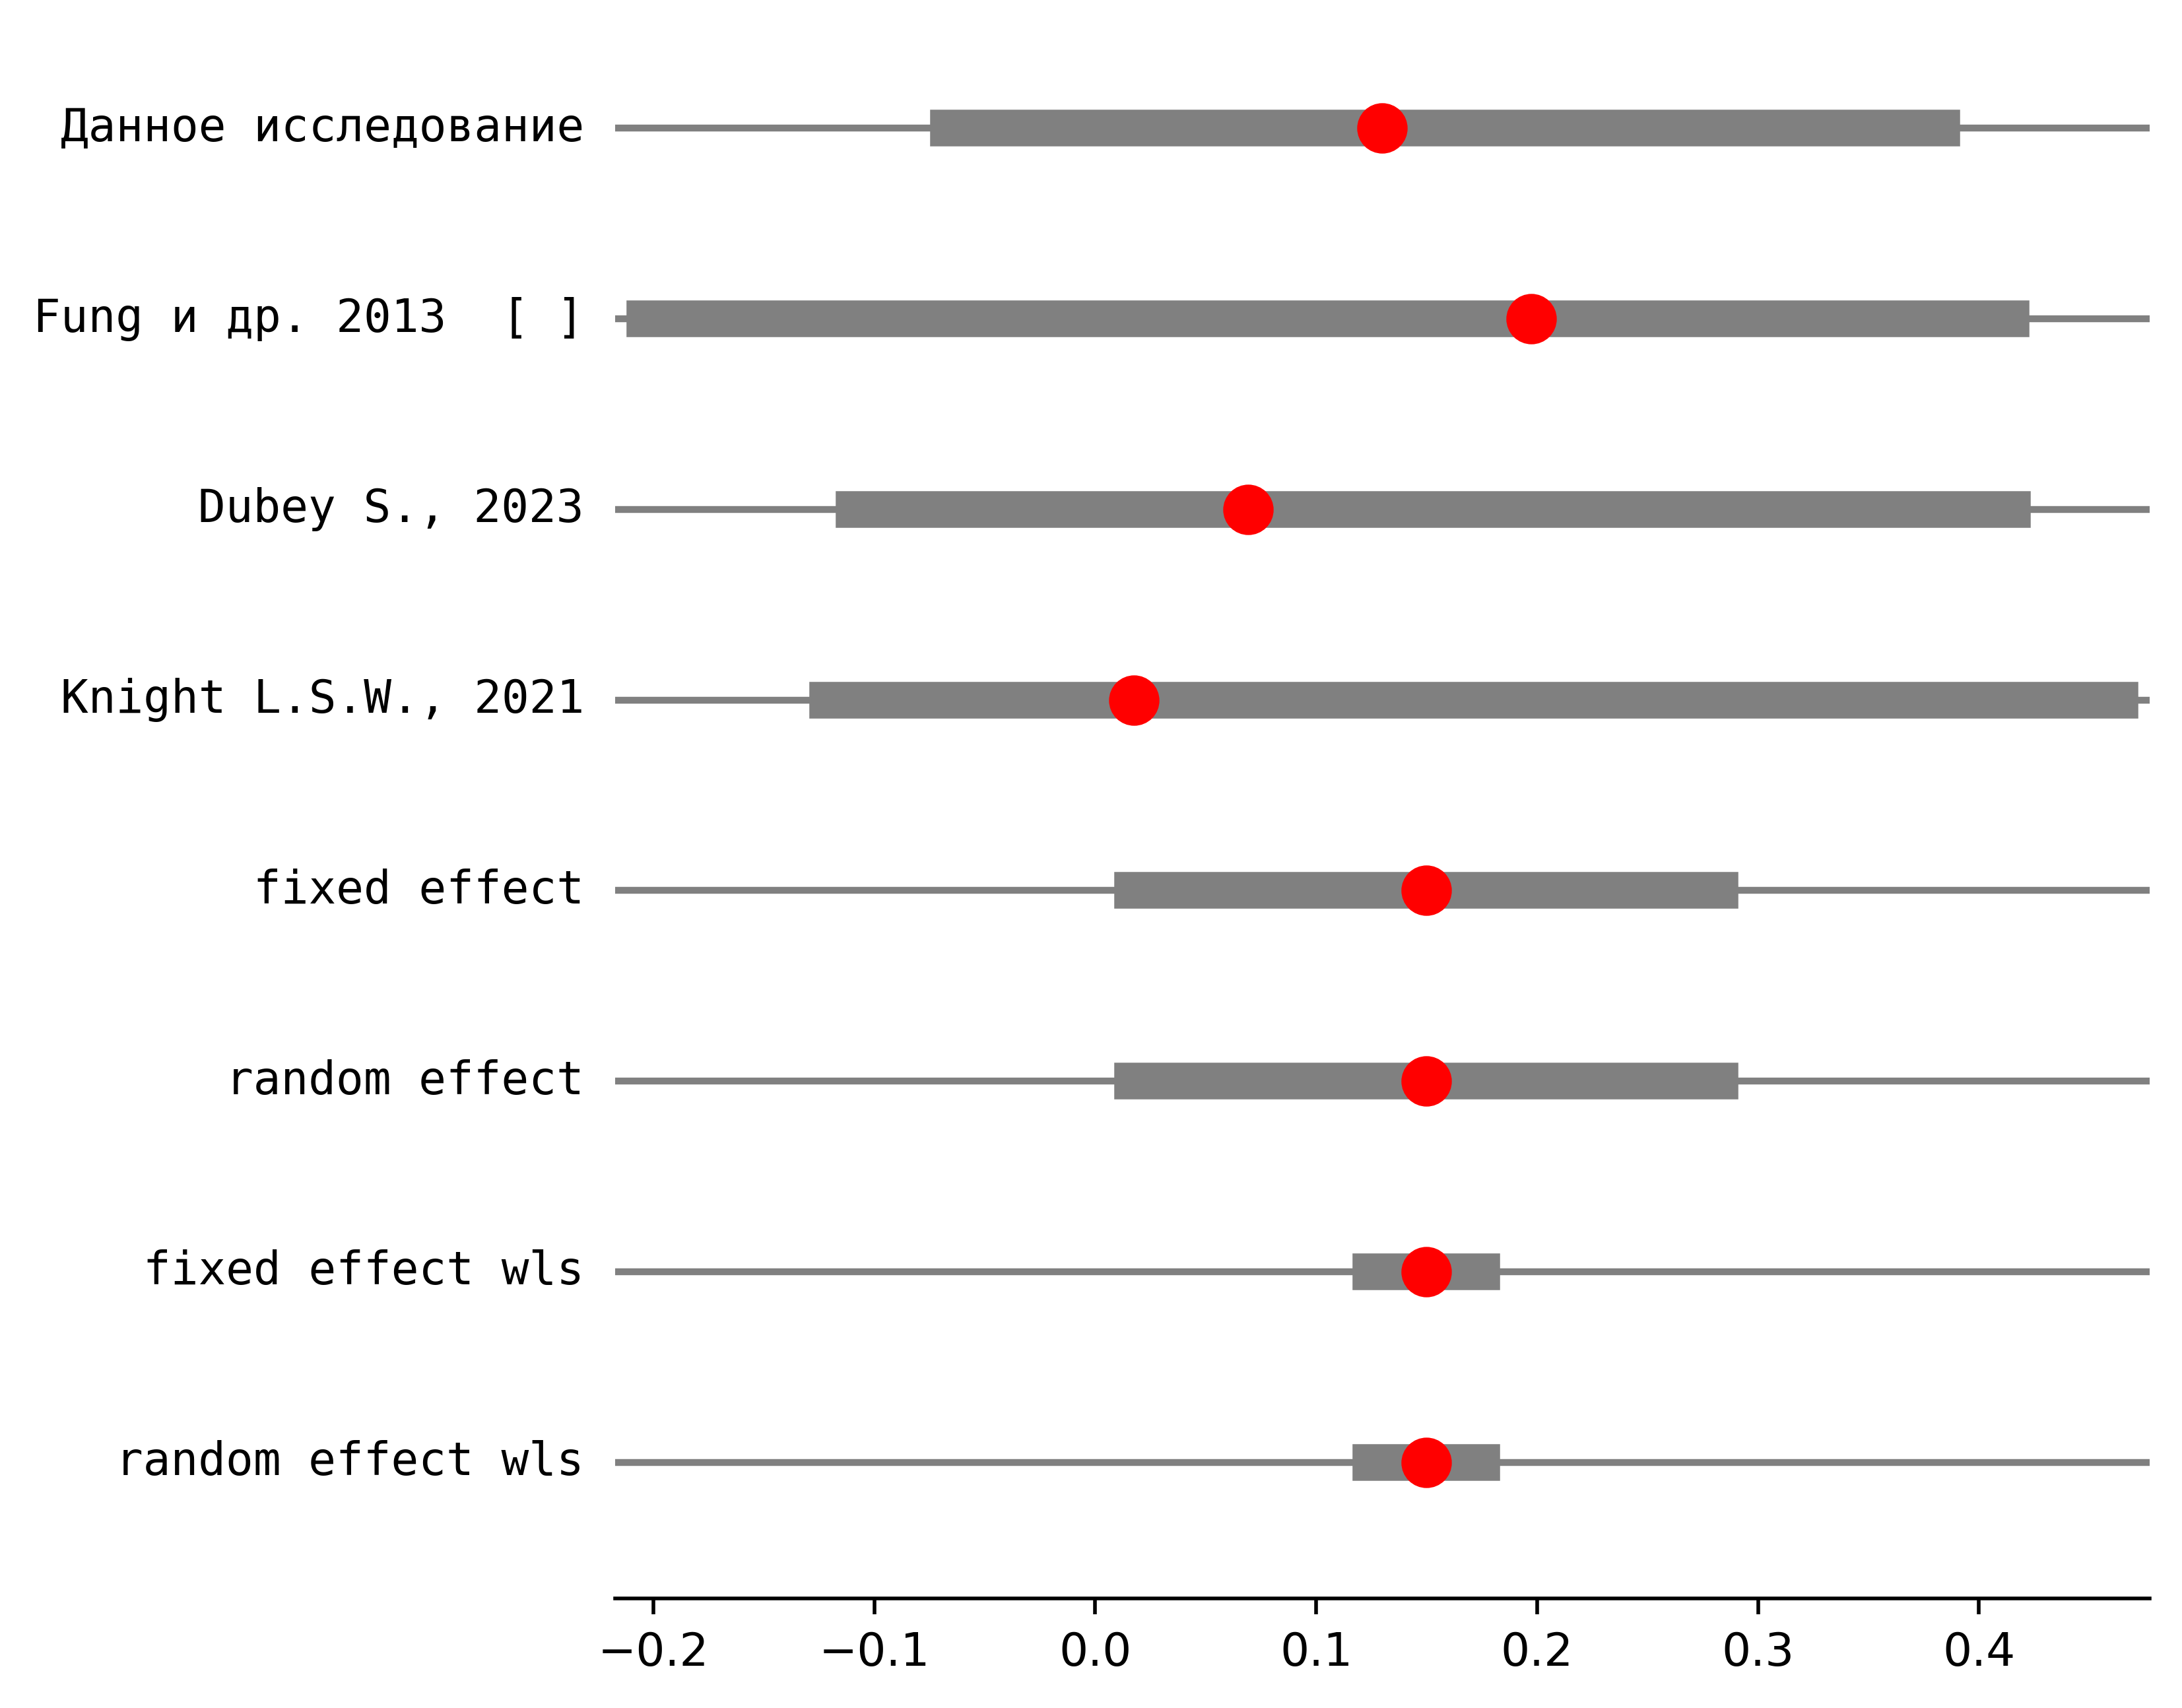 Данное исследование
Fung и др. 2013  [ ]
Dubey S., 2023
Knight L.S.W., 2021
fixed effect
random effect
fixed effect wls
random effect wls
−0.2 −0.1 0.0 0.1 0.2 0.3 0.4